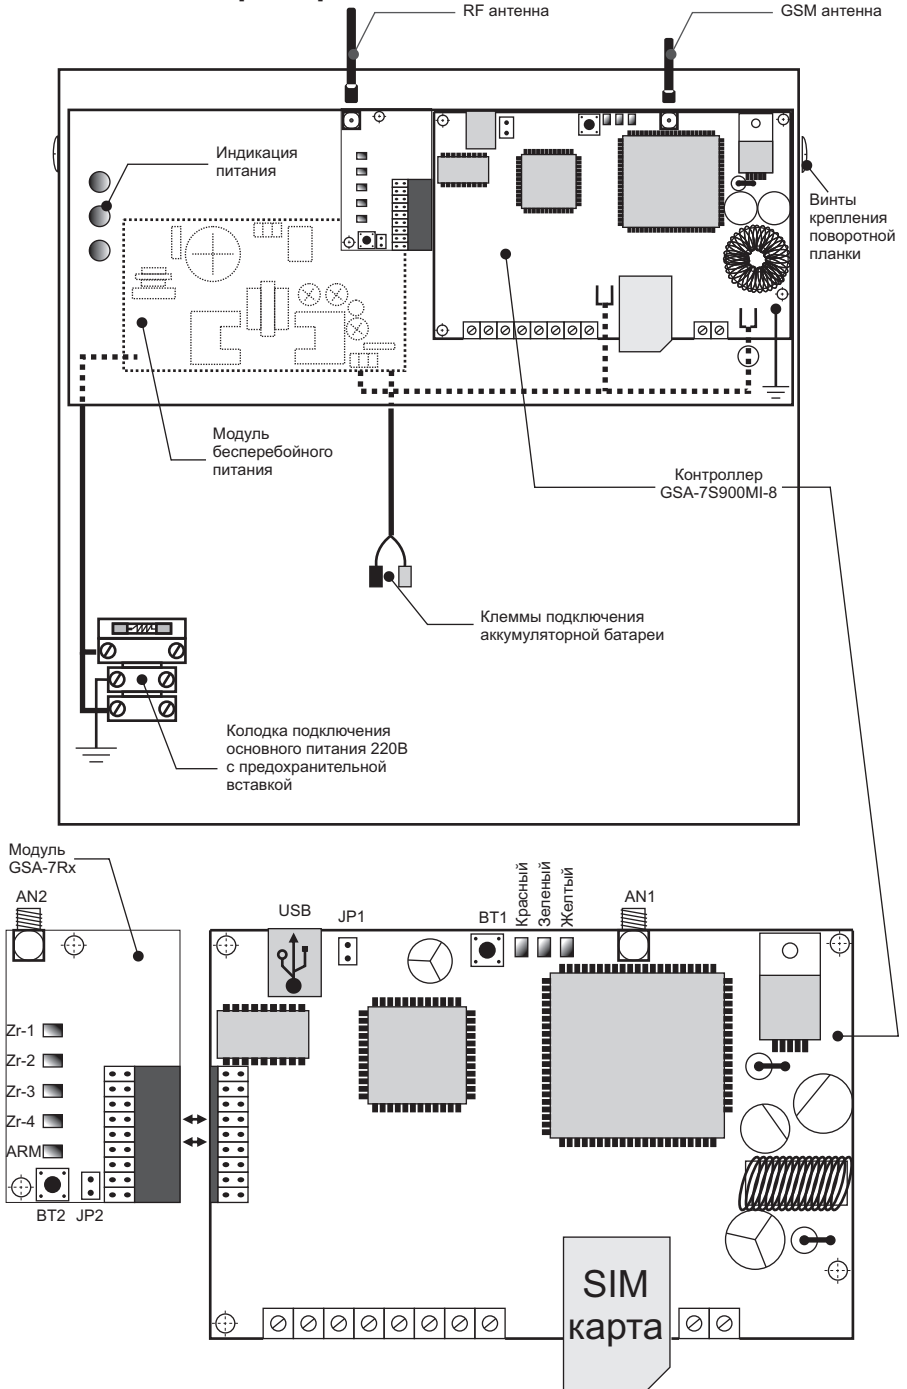 RF антенна
GSM антенна
Индикация
питания
Винты
крепления
поворотной
планки
Модуль
бесперебойного
питания
Контроллер
GSA-7S900MI-8
Клеммы подключения
аккумуляторной батареи
Колодка подключения
основного питания 220В
с предохранительной
вставкой
Модуль
GSA-7Rx
AN2
USB
JP1
BT1
Красный
Зеленый
Желтый
AN1
Zr-1
Zr-2
Zr-3
Zr-4
ARM
BT2
JP2
SIM
карта